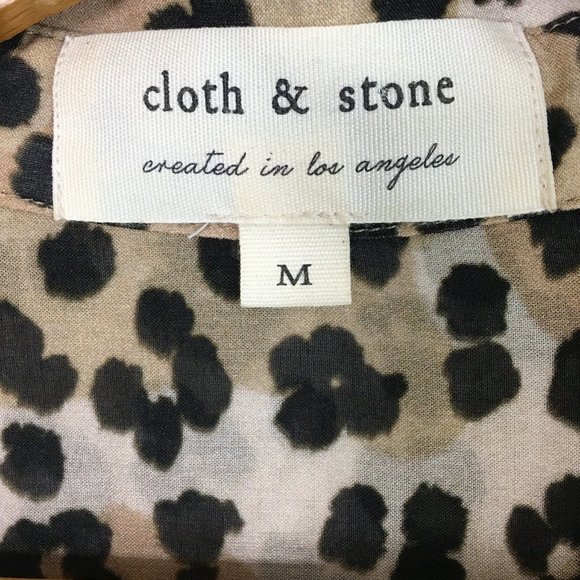 cloth & stone
created in los angeles
M